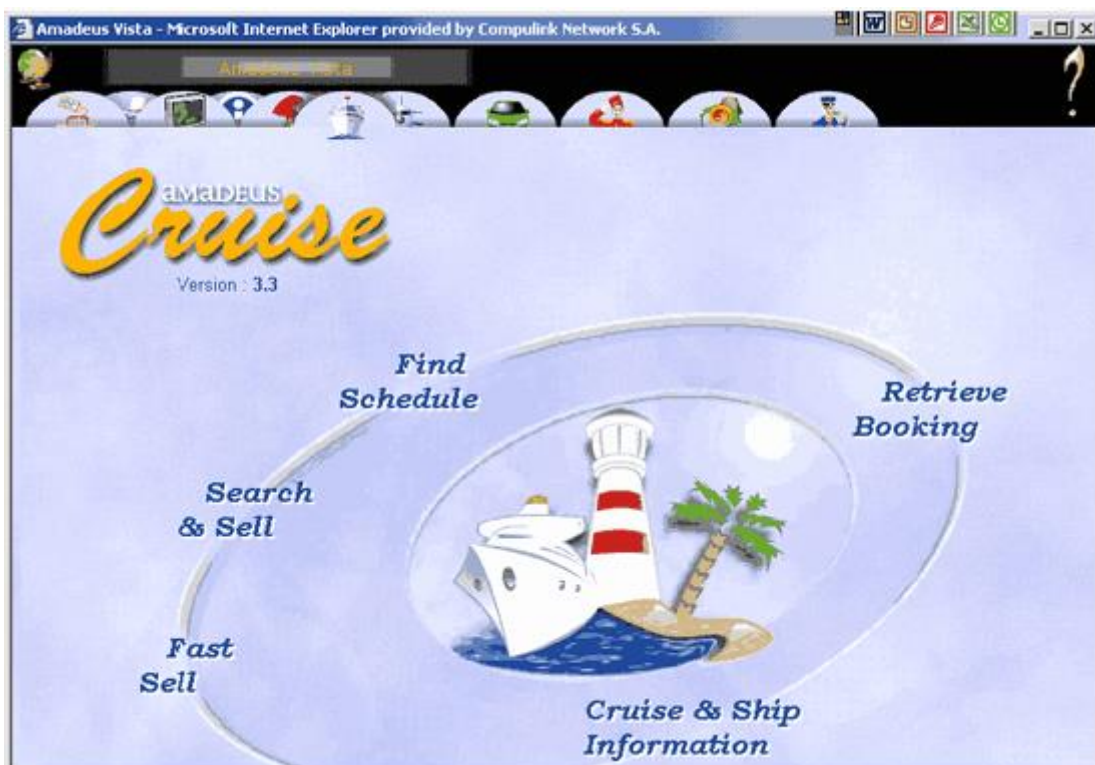 Amadeus Vista - Microsoft Internet Explorer provided by Compulink Network S.A.
Amadeus Vista
AMADEUS
Cruise
Version : 3.3
Find
Schedule
Retrieve
Booking
Search
& Sell
Fast
Sell
Cruise & Ship
Information